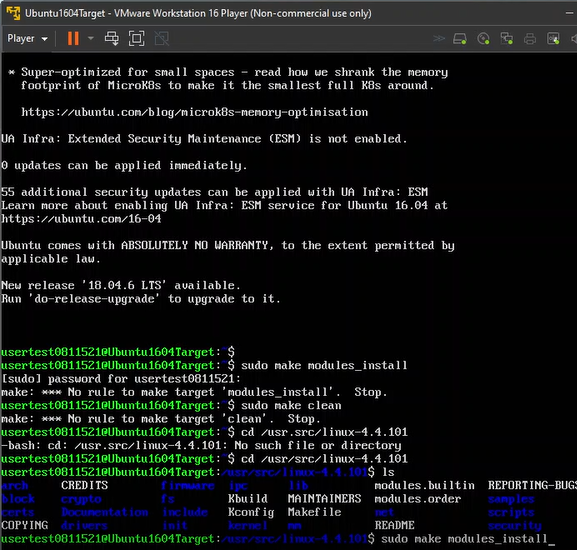 Ubuntu1604Target - VMware Workstation 16 Player (Non-commercial use only)
Player
* Super-optimized for small spaces - read how we shrank the memory
footprint of MicroK8s to make it the smallest full K8s around.
https://ubuntu.com/blog/microk8s-memory-optimisation
UA Infra: Extended Security Maintenance (ESM) is not enabled.
0 updates can be applied immediately.
55 additional security updates can be applied with UA Infra: ESM
Learn more about enabling UA Infra: ESM service for Ubuntu 16.04 at
https://ubuntu.com/16-04
Ubuntu comes with ABSOLUTELY NO WARRANTY, to the extent permitted by
applicable law.
New release '18.04.6 LTS' available.
Run 'do-release-upgrade' to upgrade to it.
usertest0811521@Ubuntu1604Target: $
usertest0811521@Ubuntu1604Target: $ sudo make modules_install
[sudo] password for usertest0811521:
make: *** No rule to make target 'modules_install'.  Stop.
usertest0811521@Ubuntu1604Target: $ sudo make clean
make: *** No rule to make target 'clean'.  Stop.
usertest0811521@Ubuntu1604Target: $ cd /usr.src/linux-4.4.101
-bash: cd: /usr.src/linux-4.4.101: No such file or directory
usertest0811521@Ubuntu1604Target: $ cd /usr/src/linux-4.4.101
usertest0811521@Ubuntu1604Target:/usr/src/linux-4.4.101$ ls
arch CREDITS firmware ipc lib modules.builtin REPORTING-BUGS
block crypto fs Kbuild MAINTAINERS modules.order samples
certs Documentation include Kconfig Makefile net scripts
COPYING drivers init kernel mm README security
usertest0811521@Ubuntu1604Target:/usr/src/linux-4.4.101$ sudo make modules_install_